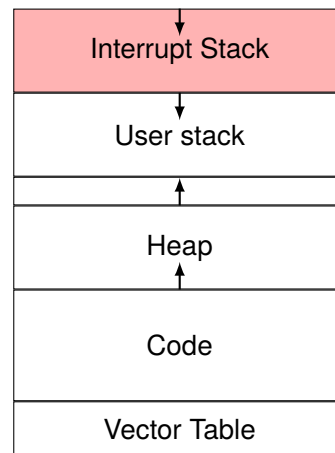 Interrupt Stack
User stack
Heap
Code
Vector Table